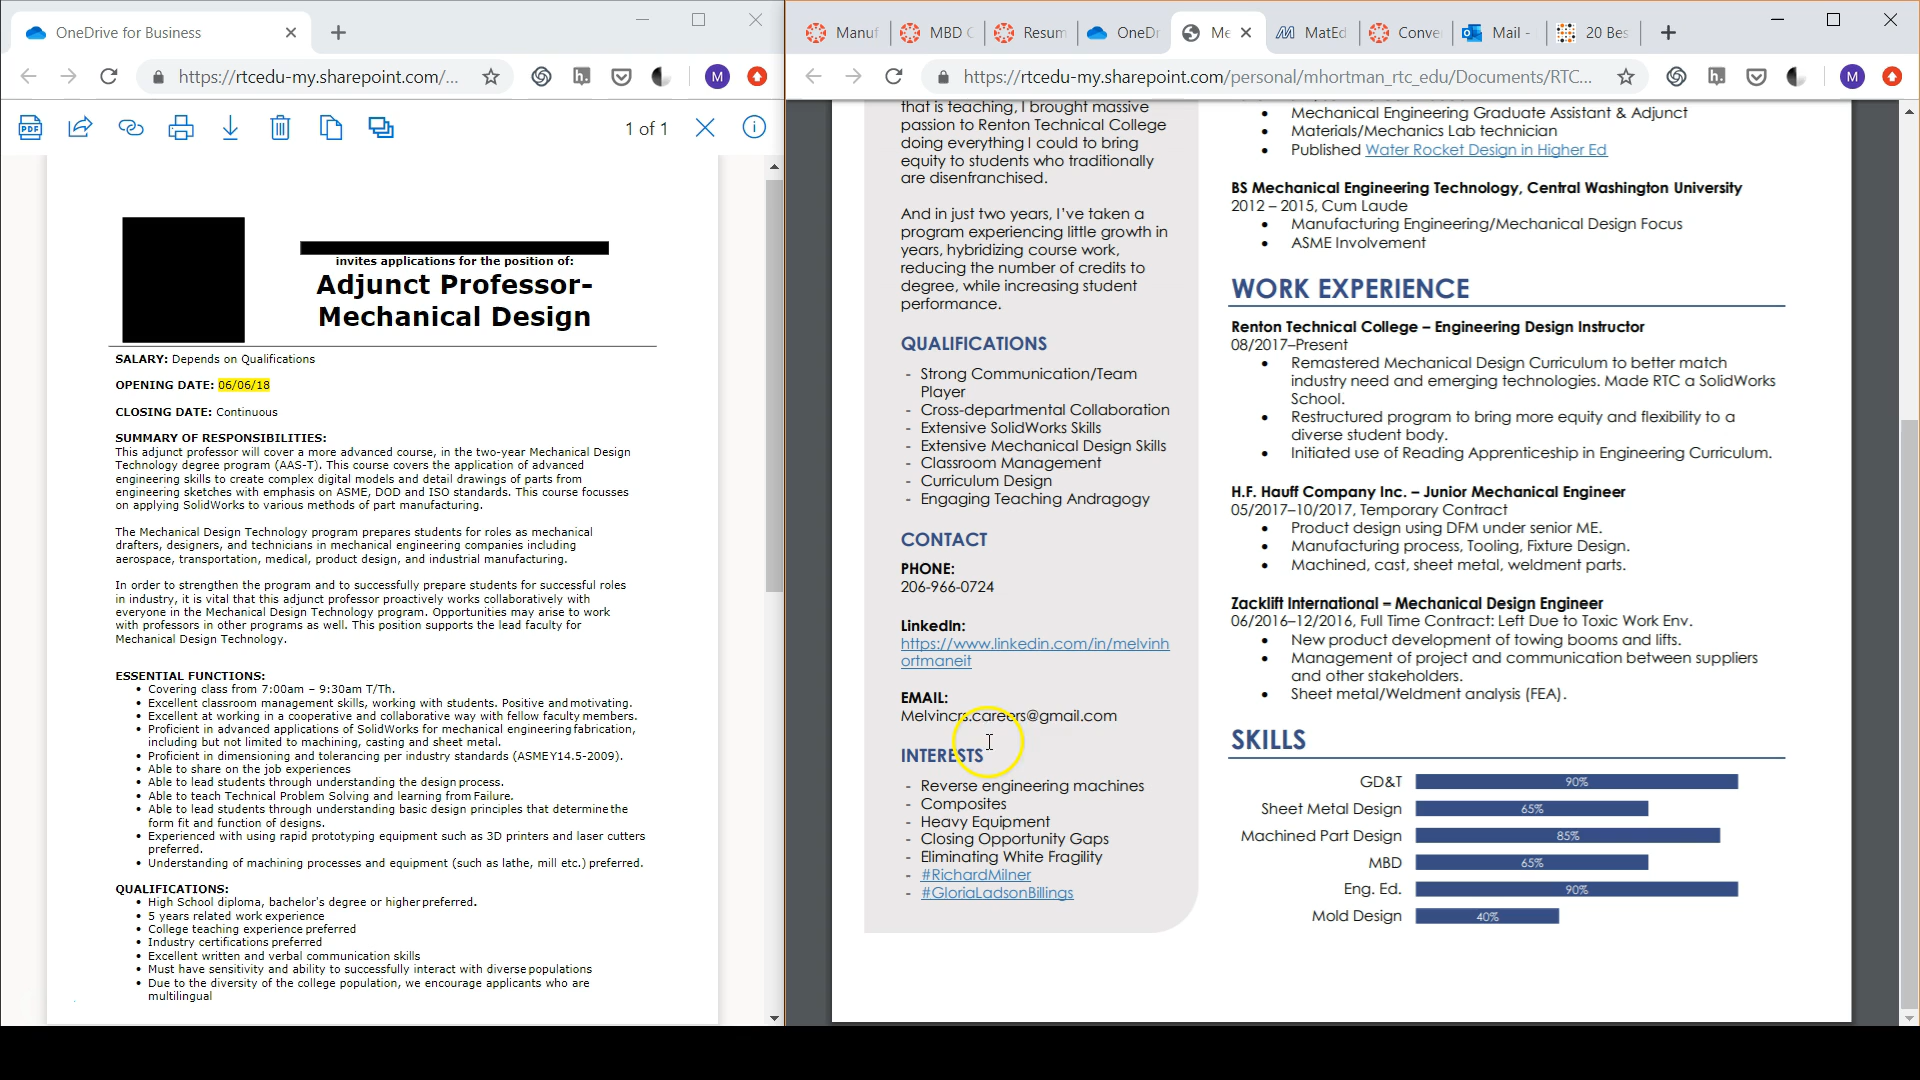 OneDrive for Business
https://rtcedu-my.sharepoint.com/...
M
PDF
1 of 1
invites applications for the position of:
Adjunct Professor-
Mechanical Design
SALARY: Depends on Qualifications
OPENING DATE: 06/06/18
CLOSING DATE: Continuous
SUMMARY OF RESPONSIBILITIES:
This adjunct professor will cover a more advanced course, in the two-year Mechanical Design
Technology degree program (AAS-T). This course covers the application of advanced
engineering skills to create complex digital models and detail drawings of parts from
engineering sketches with emphasis on ASME, DOD and ISO standards. This course focusses
on applying SolidWorks to various methods of part manufacturing.
The Mechanical Design Technology program prepares students for roles as mechanical
drafters, designers, and technicians in mechanical engineering companies including
aerospace, transportation, medical, product design, and industrial manufacturing.
In order to strengthen the program and to successfully prepare students for successful roles
in industry, it is vital that this adjunct professor proactively works collaboratively with
everyone in the Mechanical Design Technology program. Opportunities may arise to work
with professors in other programs as well. This position supports the lead faculty for
Mechanical Design Technology.
ESSENTIAL FUNCTIONS:
• Covering class from 7:00am – 9:30am T/Th.
• Excellent classroom management skills, working with students. Positive and motivating.
• Excellent at working in a cooperative and collaborative way with fellow faculty members.
• Proficient in advanced applications of SolidWorks for mechanical engineering fabrication,
including but not limited to machining, casting and sheet metal.
• Proficient in dimensioning and tolerancing per industry standards (ASMEY14.5-2009).
• Able to share on the job experiences
• Able to lead students through understanding the design process.
• Able to teach Technical Problem Solving and learning from Failure.
• Able to lead students through understanding basic design principles that determine the
form fit and function of designs.
• Experienced with using rapid prototyping equipment such as 3D printers and laser cutters
preferred.
• Understanding of machining processes and equipment (such as lathe, mill etc.) preferred.
QUALIFICATIONS:
• High School diploma, bachelor's degree or higher preferred.
• 5 years related work experience
• College teaching experience preferred
• Industry certifications preferred
• Excellent written and verbal communication skills
• Must have sensitivity and ability to successfully interact with diverse populations
• Due to the diversity of the college population, we encourage applicants who are
multilingual
Manuf
MBD C
Resum
OneDr
Me
MatEd
Conve
Mail -
20 Bes
https://rtcedu-my.sharepoint.com/personal/mhortman_rtc_edu/Documents/RTC...
M
that is teaching, I brought massive
passion to Renton Technical College
doing everything I could to bring
equity to students who traditionally
are disenfranchised.
And in just two years, I've taken a
program experiencing little growth in
years, hybridizing course work,
reducing the number of credits to
degree, while increasing student
performance.
QUALIFICATIONS
- Strong Communication/Team
Player
- Cross-departmental Collaboration
- Extensive SolidWorks Skills
- Extensive Mechanical Design Skills
- Classroom Management
- Curriculum Design
- Engaging Teaching Andragogy
CONTACT
PHONE:
206-966-0724
LinkedIn:
https://www.linkedin.com/in/melvinh
ortmaneit
EMAIL:
Melvincrs.careers@gmail.com
INTERESTS
- Reverse engineering machines
- Composites
- Heavy Equipment
- Closing Opportunity Gaps
- Eliminating White Fragility
- #RichardMilner
- #GloriaLadsonBillings
• Mechanical Engineering Graduate Assistant & Adjunct
• Materials/Mechanics Lab technician
• Published Water Rocket Design in Higher Ed
BS Mechanical Engineering Technology, Central Washington University
2012 – 2015, Cum Laude
• Manufacturing Engineering/Mechanical Design Focus
• ASME Involvement
WORK EXPERIENCE
Renton Technical College – Engineering Design Instructor
08/2017–Present
• Remastered Mechanical Design Curriculum to better match
industry need and emerging technologies. Made RTC a SolidWorks
School.
• Restructured program to bring more equity and flexibility to a
diverse student body.
• Initiated use of Reading Apprenticeship in Engineering Curriculum.
H.F. Hauff Company Inc. – Junior Mechanical Engineer
05/2017–10/2017, Temporary Contract
• Product design using DFM under senior ME.
• Manufacturing process, Tooling, Fixture Design.
• Machined, cast, sheet metal, weldment parts.
Zacklift International – Mechanical Design Engineer
06/2016–12/2016, Full Time Contract: Left Due to Toxic Work Env.
• New product development of towing booms and lifts.
• Management of project and communication between suppliers
and other stakeholders.
• Sheet metal/Weldment analysis (FEA).
SKILLS
GD&T 90%
Sheet Metal Design 65%
Machined Part Design 85%
MBD 65%
Eng. Ed. 90%
Mold Design 40%